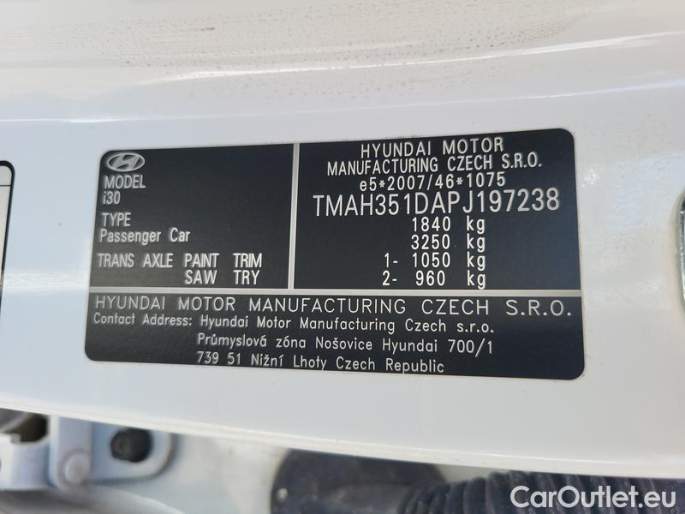 MODEL
i30
TYPE
Passenger Car
TRANS AXLE PAINT TRIM
SAW TRY
HYUNDAI MOTOR
MANUFACTURING CZECH S.R.O.
e5*2007/46*1075
TMAH351DAPJ197238
1840 kg
3250 kg
1- 1050 kg
2- 960 kg
HYUNDAI MOTOR MANUFACTURING CZECH S.R.O.
Contact Address: Hyundai Motor Manufacturing Czech s.r.o.
Průmyslová zóna Nošovice Hyundai 700/1
739 51 Nižní Lhoty Czech Republic
CarOutlet.eu